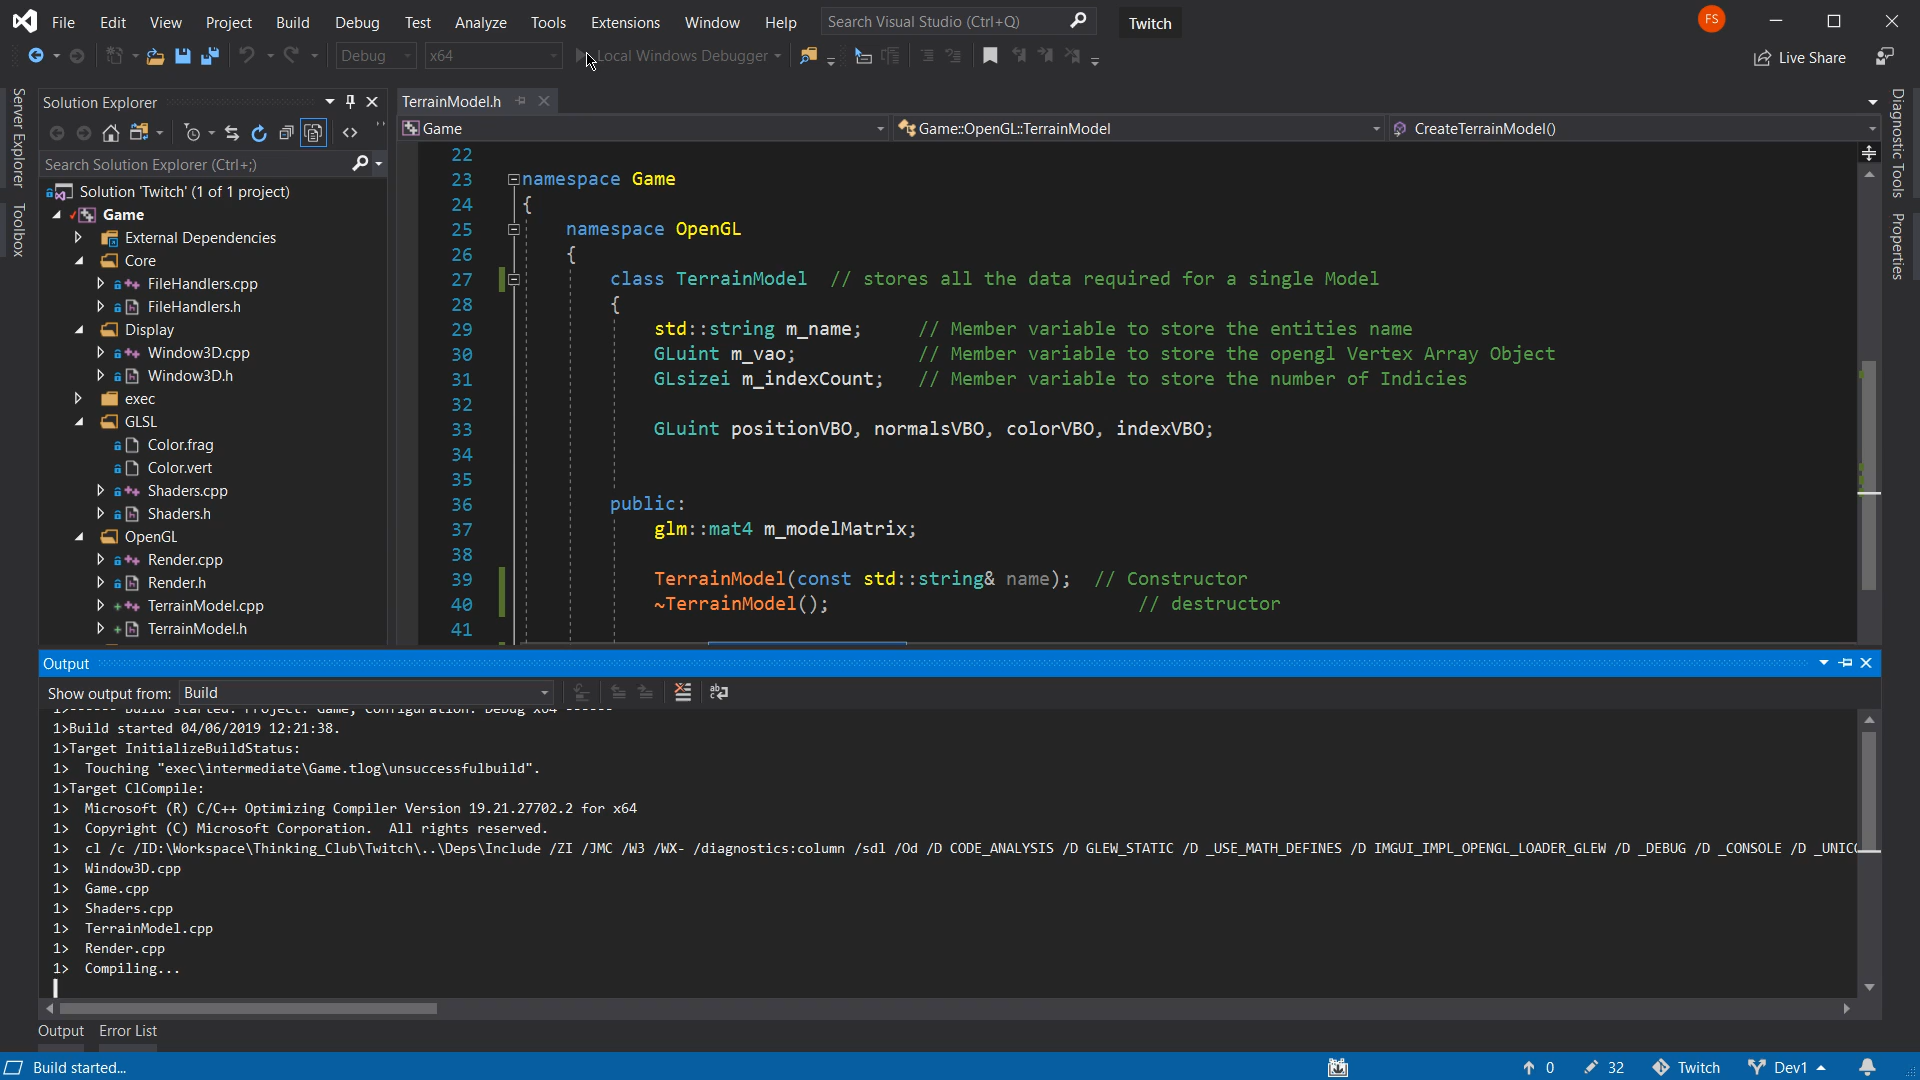 File Edit View Project Build Debug Test Analyze Tools Extensions Window Help Search Visual Studio (Ctrl+Q) Twitch FS
Debug x64 Local Windows Debugger Live Share
Server Explorer
Toolbox
Solution Explorer
Search Solution Explorer (Ctrl+;)
Solution 'Twitch' (1 of 1 project)
Game
External Dependencies
Core
FileHandlers.cpp
FileHandlers.h
Display
Window3D.cpp
Window3D.h
exec
GLSL
Color.frag
Color.vert
Shaders.cpp
Shaders.h
OpenGL
Render.cpp
Render.h
TerrainModel.cpp
TerrainModel.h
TerrainModel.h
Game Game::OpenGL::TerrainModel CreateTerrainModel()
22
23 namespace Game
24 {
25 namespace OpenGL
26 {
27 class TerrainModel // stores all the data required for a single Model
28 {
29 std::string m_name; // Member variable to store the entities name
30 GLuint m_vao; // Member variable to store the opengl Vertex Array Object
31 GLsizei m_indexCount; // Member variable to store the number of Indicies
32
33 GLuint positionVBO, normalsVBO, colorVBO, indexVBO;
34
35
36 public:
37 glm::mat4 m_modelMatrix;
38
39 TerrainModel(const std::string& name); // Constructor
40 ~TerrainModel(); // destructor
41
Diagnostic Tools
Properties
Output
Show output from: Build
1>------ Build started: Project: Game, Configuration: Debug x64 ------
1>Build started 04/06/2019 12:21:38.
1>Target InitializeBuildStatus:
1> Touching "exec\intermediate\Game.tlog\unsuccessfulbuild".
1>Target ClCompile:
1> Microsoft (R) C/C++ Optimizing Compiler Version 19.21.27702.2 for x64
1> Copyright (C) Microsoft Corporation. All rights reserved.
1> cl /c /ID:\Workspace\Thinking_Club\Twitch\..\Deps\Include /ZI /JMC /W3 /WX- /diagnostics:column /sdl /Od /D CODE_ANALYSIS /D GLEW_STATIC /D _USE_MATH_DEFINES /D IMGUI_IMPL_OPENGL_LOADER_GLEW /D _DEBUG /D _CONSOLE /D _UNIC
1> Window3D.cpp
1> Game.cpp
1> Shaders.cpp
1> TerrainModel.cpp
1> Render.cpp
1> Compiling...
Output Error List
Build started... 0 32 Twitch Dev1